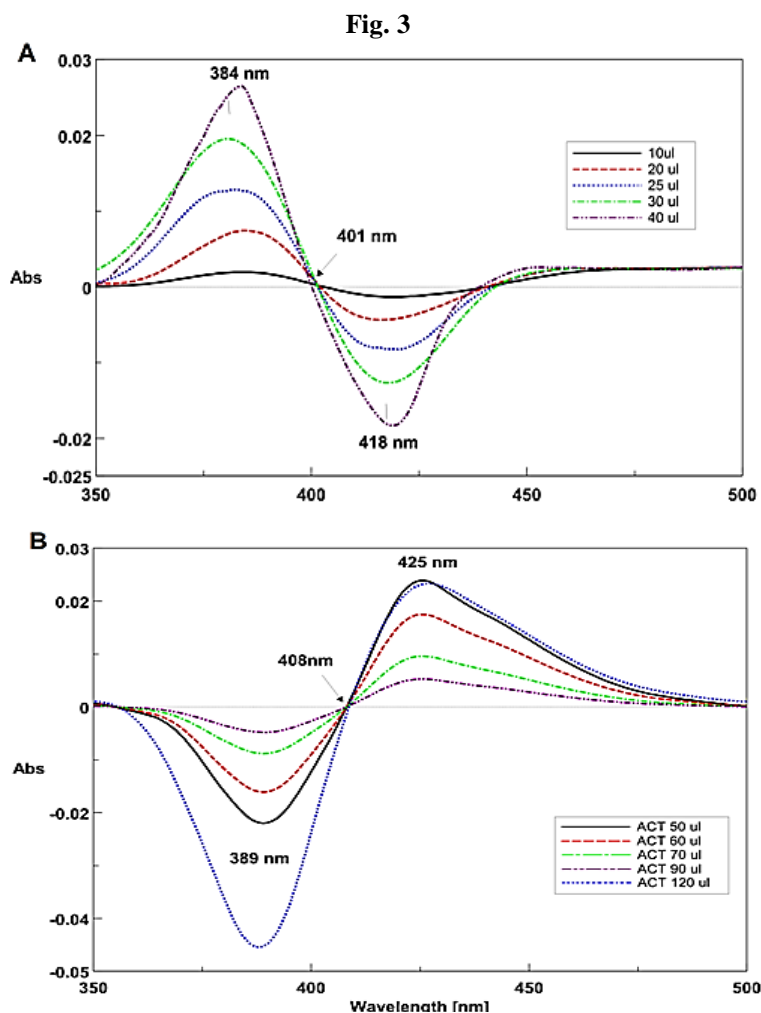 Fig. 3
A
0.03
384 nm
0.02
10ul
20 ul
25 ul
30 ul
40 ul
401 nm
Abs
0
418 nm
-0.02
-0.025
350
400
450
500
B
0.03
425 nm
0.02
408nm
0
Abs
-0.02
389 nm
ACT 50 ul
ACT 60 ul
ACT 70 ul
ACT 90 ul
ACT 120 ul
-0.04
-0.05
350
400
450
500
Wavelength [nm]